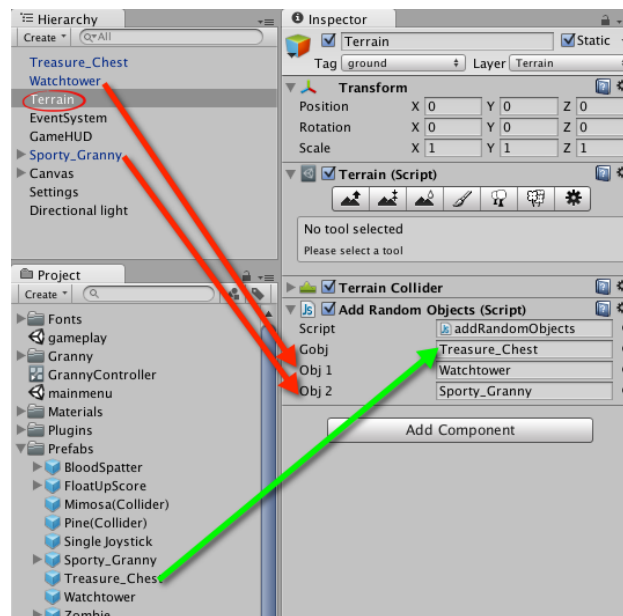 Hierarchy
Create All
Treasure_Chest
Watchtower
Terrain
EventSystem
GameHUD
Sporty_Granny
Canvas
Settings
Directional light
Project
Create
Fonts
gameplay
Granny
GrannyController
mainmenu
Materials
Plugins
Prefabs
BloodSpatter
FloatUpScore
Mimosa(Collider)
Pine(Collider)
Single Joystick
Sporty_Granny
Treasure_Chest
Watchtower
Zombie
Inspector
Terrain Static
Tag ground Layer Terrain
Transform
Position X 0 Y 0 Z 0
Rotation X 0 Y 0 Z 0
Scale X 1 Y 1 Z 1
Terrain (Script)
No tool selected
Please select a tool
Terrain Collider
Js Add Random Objects (Script)
Script addRandomObjects
Gobj Treasure_Chest
Obj 1 Watchtower
Obj 2 Sporty_Granny
Add Component